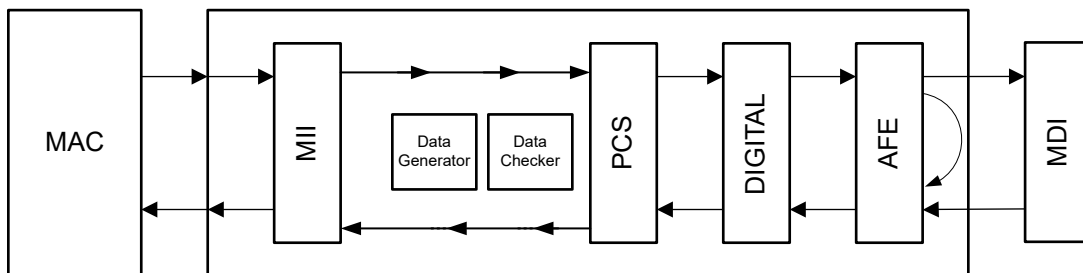 MAC
MII
Data
Generator
Data
Checker
PCS
DIGITAL
AFE
MDI